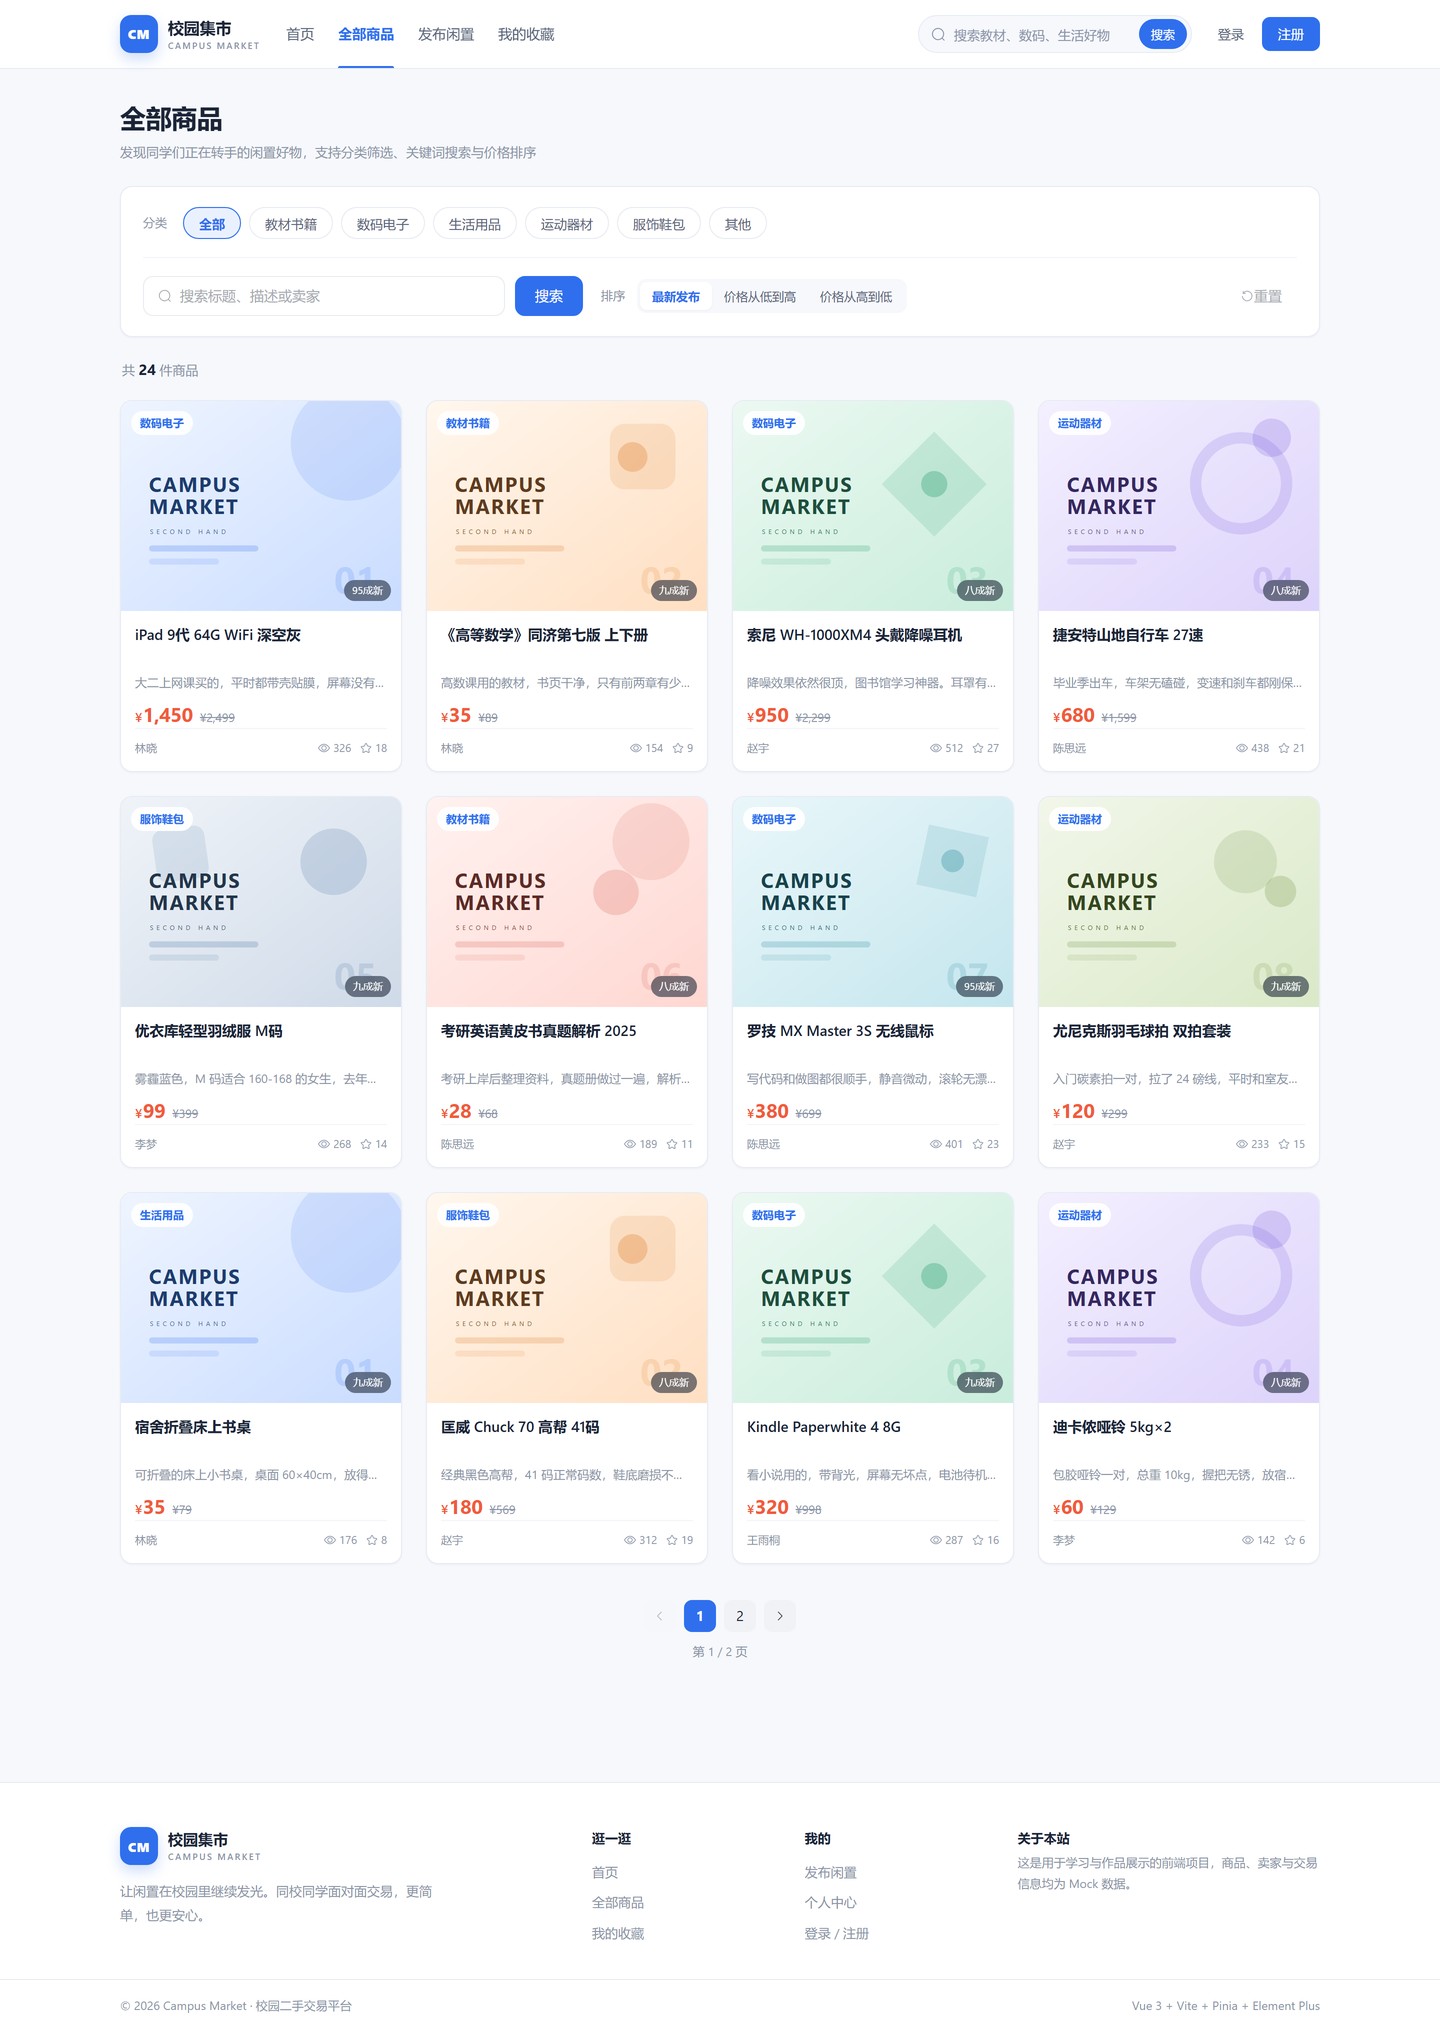 CM
校园集市
CAMPUS MARKET
首页
全部商品
发布闲置
我的收藏
搜索教材、数码、生活好物
搜索
登录
注册
全部商品
发现同学们正在转手的闲置好物，支持分类筛选、关键词搜索与价格排序
分类
全部
教材书籍
数码电子
生活用品
运动器材
服饰鞋包
其他
搜索标题、描述或卖家
搜索
排序
最新发布
价格从低到高
价格从高到低
重置
共 24 件商品
数码电子
CAMPUS
MARKET
SECOND HAND
01
95成新
iPad 9代 64G WiFi 深空灰
大二上网课买的，平时都带壳贴膜，屏幕没有...
¥1,450 ¥2,499
林晓
326
18
教材书籍
CAMPUS
MARKET
SECOND HAND
02
九成新
《高等数学》同济第七版 上下册
高数课用的教材，书页干净，只有前两章有少...
¥35 ¥89
林晓
154
9
数码电子
CAMPUS
MARKET
SECOND HAND
03
八成新
索尼 WH-1000XM4 头戴降噪耳机
降噪效果依然很顶，图书馆学习神器。耳罩有...
¥950 ¥2,299
赵宇
512
27
运动器材
CAMPUS
MARKET
SECOND HAND
04
八成新
捷安特山地自行车 27速
毕业季出车，车架无磕碰，变速和刹车都刚保...
¥680 ¥1,599
陈思远
438
21
服饰鞋包
CAMPUS
MARKET
SECOND HAND
05
九成新
优衣库轻型羽绒服 M码
雾霾蓝色，M 码适合 160-168 的女生，去年...
¥99 ¥399
李梦
268
14
教材书籍
CAMPUS
MARKET
SECOND HAND
06
八成新
考研英语黄皮书真题解析 2025
考研上岸后整理资料，真题册做过一遍，解析...
¥28 ¥68
陈思远
189
11
数码电子
CAMPUS
MARKET
SECOND HAND
07
95成新
罗技 MX Master 3S 无线鼠标
写代码和做图都很顺手，静音微动，滚轮无漂...
¥380 ¥699
陈思远
401
23
运动器材
CAMPUS
MARKET
SECOND HAND
08
九成新
尤尼克斯羽毛球拍 双拍套装
入门碳素拍一对，拉了 24 磅线，平时和室友...
¥120 ¥299
赵宇
233
15
生活用品
CAMPUS
MARKET
SECOND HAND
01
九成新
宿舍折叠床上书桌
可折叠的床上小书桌，桌面 60×40cm，放得...
¥35 ¥79
林晓
176
8
服饰鞋包
CAMPUS
MARKET
SECOND HAND
02
八成新
匡威 Chuck 70 高帮 41码
经典黑色高帮，41 码正常码数，鞋底磨损不...
¥180 ¥569
赵宇
312
19
数码电子
CAMPUS
MARKET
SECOND HAND
03
九成新
Kindle Paperwhite 4 8G
看小说用的，带背光，屏幕无坏点，电池待机...
¥320 ¥998
王雨桐
287
16
运动器材
CAMPUS
MARKET
SECOND HAND
04
八成新
迪卡侬哑铃 5kg×2
包胶哑铃一对，总重 10kg，握把无锈，放宿...
¥60 ¥129
李梦
142
6
1
2
第 1 / 2 页
CM
校园集市
CAMPUS MARKET
让闲置在校园里继续发光。同校同学面对面交易，更简
单，也更安心。
逛一逛
首页
全部商品
我的收藏
我的
发布闲置
个人中心
登录 / 注册
关于本站
这是用于学习与作品展示的前端项目，商品、卖家与交易
信息均为 Mock 数据。
© 2026 Campus Market · 校园二手交易平台
Vue 3 + Vite + Pinia + Element Plus